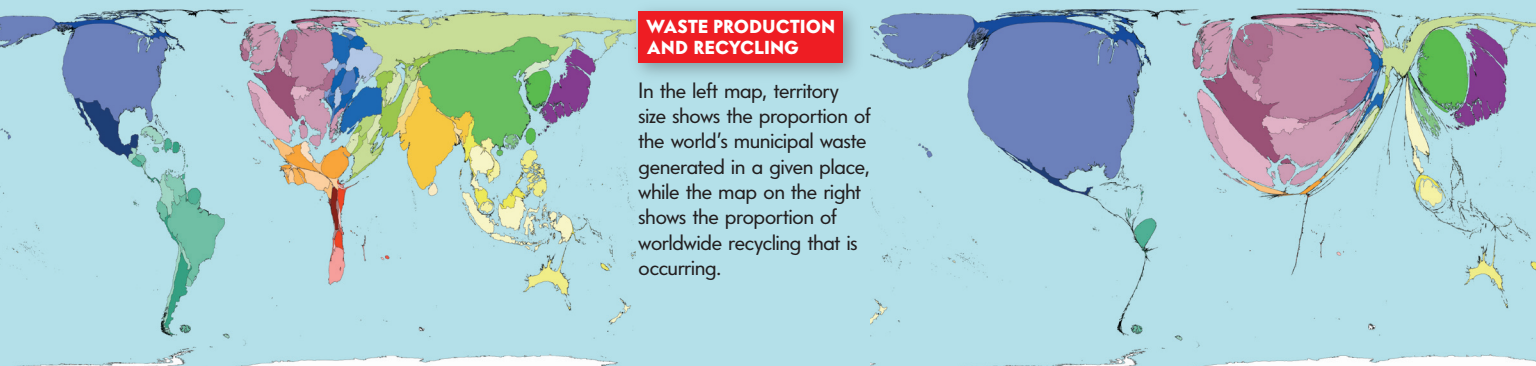 WASTE PRODUCTION
AND RECYCLING
In the left map, territory
size shows the proportion of
the world's municipal waste
generated in a given place,
while the map on the right
shows the proportion of
worldwide recycling that is
occurring.